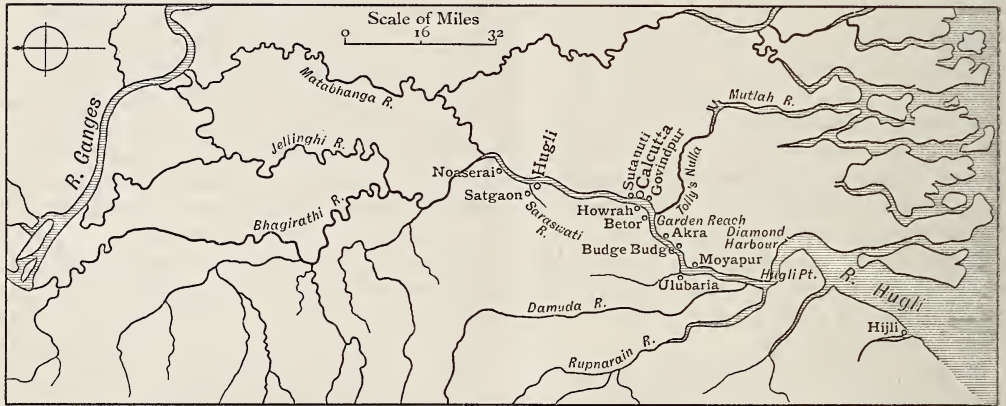 Scale of Miles
0 16 32
R. Ganges
Matabhanga R.
Jellinghi R.
Bhagirathi R.
Noaserai
Hugli
Satgaon
Saraswati
R.
Sutanuti
Calcutta
Govindpur
Tolly's Nulla
Mutlah R.
Howrah
Betor
Garden Reach
Akra
Diamond
Harbour
Budge Budge
Moyapur
Ulubaria
Hugli Pt.
R. Hugli
Damuda R.
Rupnarain R.
Hijli